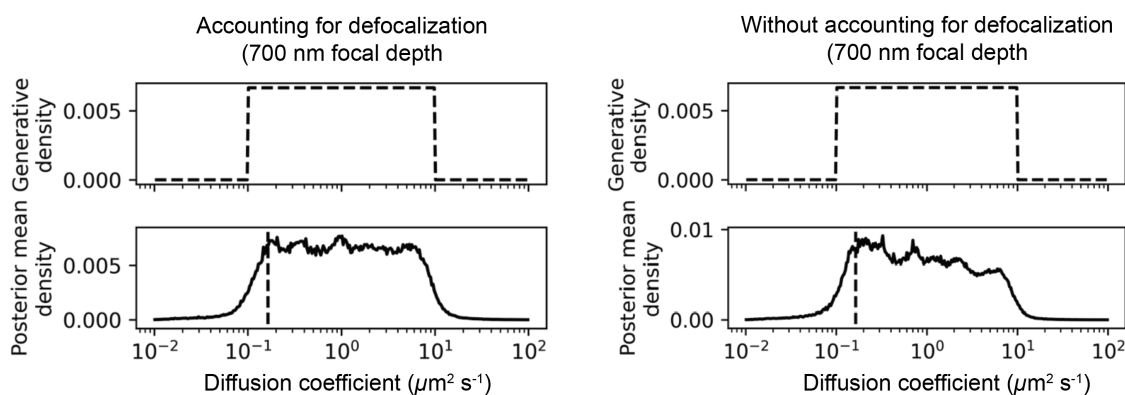 Accounting for defocalization
(700 nm focal depth
Generative
density
0.005
0.000
Posterior mean
density
0.005
0.000
10⁻² 10⁻¹ 10⁰ 10¹ 10²
Diffusion coefficient (µm² s⁻¹)
Without accounting for defocalization
(700 nm focal depth
Generative
density
0.005
0.000
Posterior mean
density
0.01
0.00
10⁻² 10⁻¹ 10⁰ 10¹ 10²
Diffusion coefficient (µm² s⁻¹)